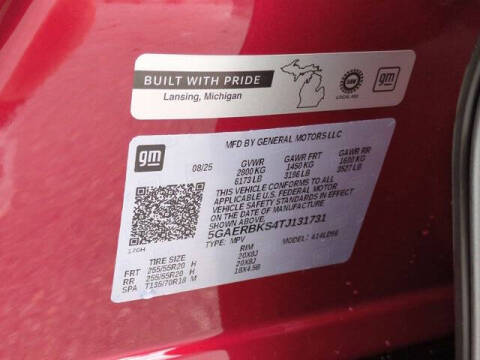 BUILT WITH PRIDE
Lansing, Michigan
UAW
gm
gm
MFD BY GENERAL MOTORS LLC
08/25 GVWR GAWR FRT GAWR RR
2800 KG 1450 KG 1600 KG
6173 LB 3196 LB 3527 LB
THIS VEHICLE CONFORMS TO ALL
APPLICABLE U.S. FEDERAL MOTOR
VEHICLE SAFETY STANDARDS IN EFFECT
ON THE DATE OF MANUFACTURE
SHOWN ABOVE.
5GAERBKS4TJ131731
TYPE: MPV MODEL:
TIRE SIZE RIM
FRT 255/55R20 H 20X8J
RR 255/55R20 H 20X8J
SPA T135/70R18 M 18X4.5B